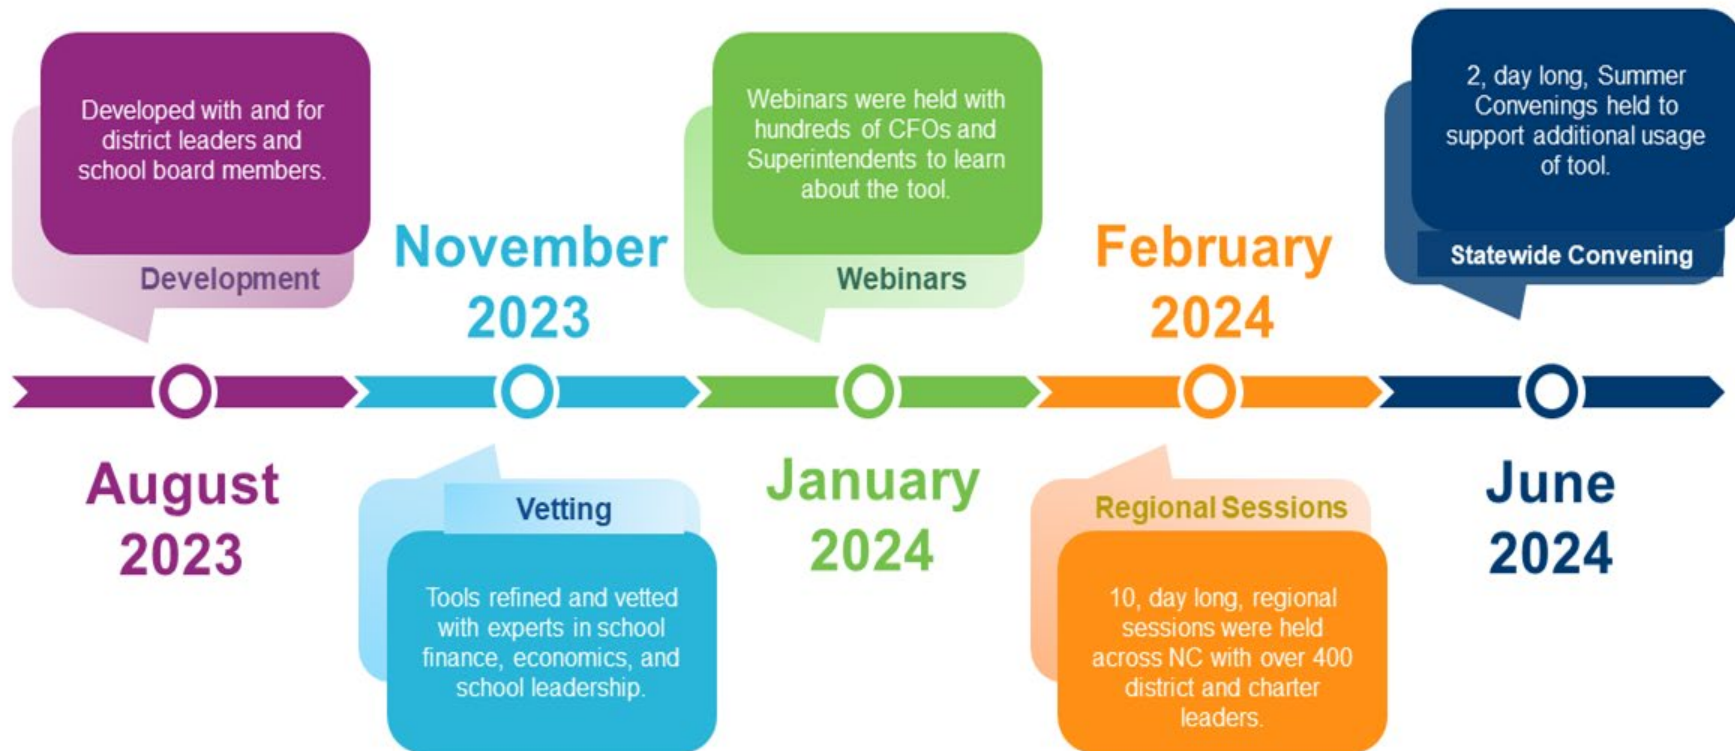 Developed with and for
district leaders and
school board members.
Development
August
2023
November
2023
Vetting
Tools refined and vetted
with experts in school
finance, economics, and
school leadership.
Webinars were held with
hundreds of CFOs and
Superintendents to learn
about the tool.
Webinars
January
2024
February
2024
Regional Sessions
10, day long, regional
sessions were held
across NC with over 400
district and charter
leaders.
2, day long, Summer
Convenings held to
support additional usage
of tool.
Statewide Convening
June
2024